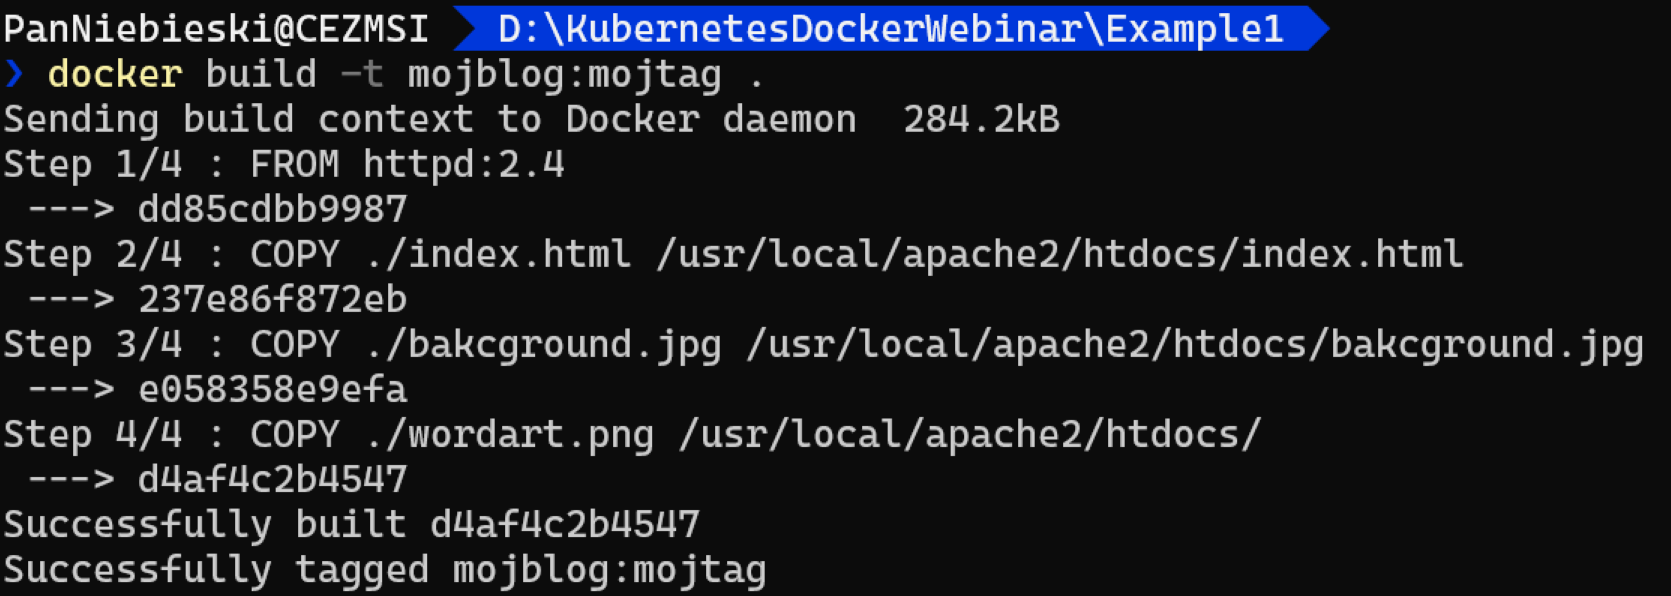 PanNiebieski@CEZMSI D:\KubernetesDockerWebinar\Example1
❯ docker build -t mojblog:mojtag .
Sending build context to Docker daemon  284.2kB
Step 1/4 : FROM httpd:2.4
 ---> dd85cdbb9987
Step 2/4 : COPY ./index.html /usr/local/apache2/htdocs/index.html
 ---> 237e86f872eb
Step 3/4 : COPY ./bakcground.jpg /usr/local/apache2/htdocs/bakcground.jpg
 ---> e058358e9efa
Step 4/4 : COPY ./wordart.png /usr/local/apache2/htdocs/
 ---> d4af4c2b4547
Successfully built d4af4c2b4547
Successfully tagged mojblog:mojtag